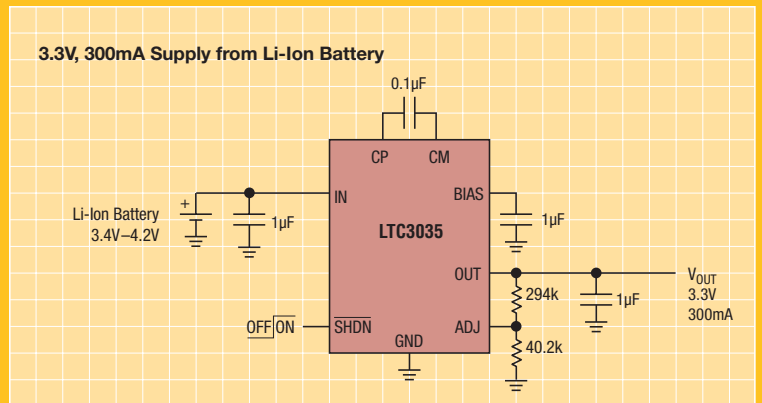 3.3V, 300mA Supply from Li-Ion Battery
0.1µF
CP CM
IN
BIAS
Li-Ion Battery
3.4V–4.2V
+
1µF
LTC3035
1µF
OUT
294k
1µF
VOUT
3.3V
300mA
OFF ON
SHDN
GND
ADJ
40.2k